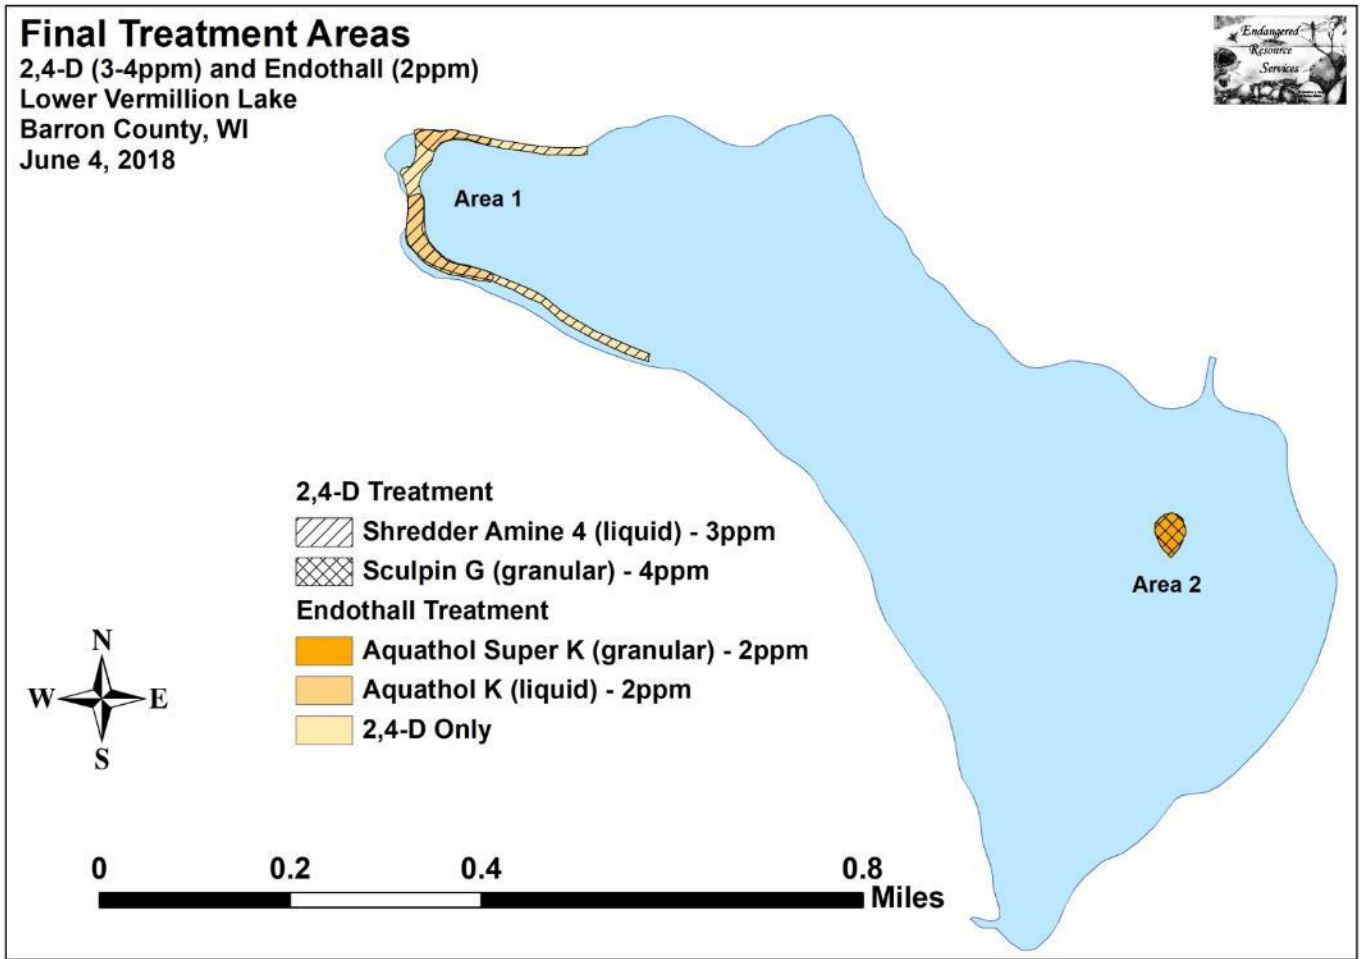 Final Treatment Areas
2,4-D (3-4ppm) and Endothall (2ppm)
Lower Vermillion Lake
Barron County, WI
June 4, 2018
Endangered
Resource
Services
Area 1
Area 2
2,4-D Treatment
Shredder Amine 4 (liquid) - 3ppm
Sculpin G (granular) - 4ppm
Endothall Treatment
Aquathol Super K (granular) - 2ppm
Aquathol K (liquid) - 2ppm
2,4-D Only
N
W E
S
0 0.2 0.4 0.8
Miles